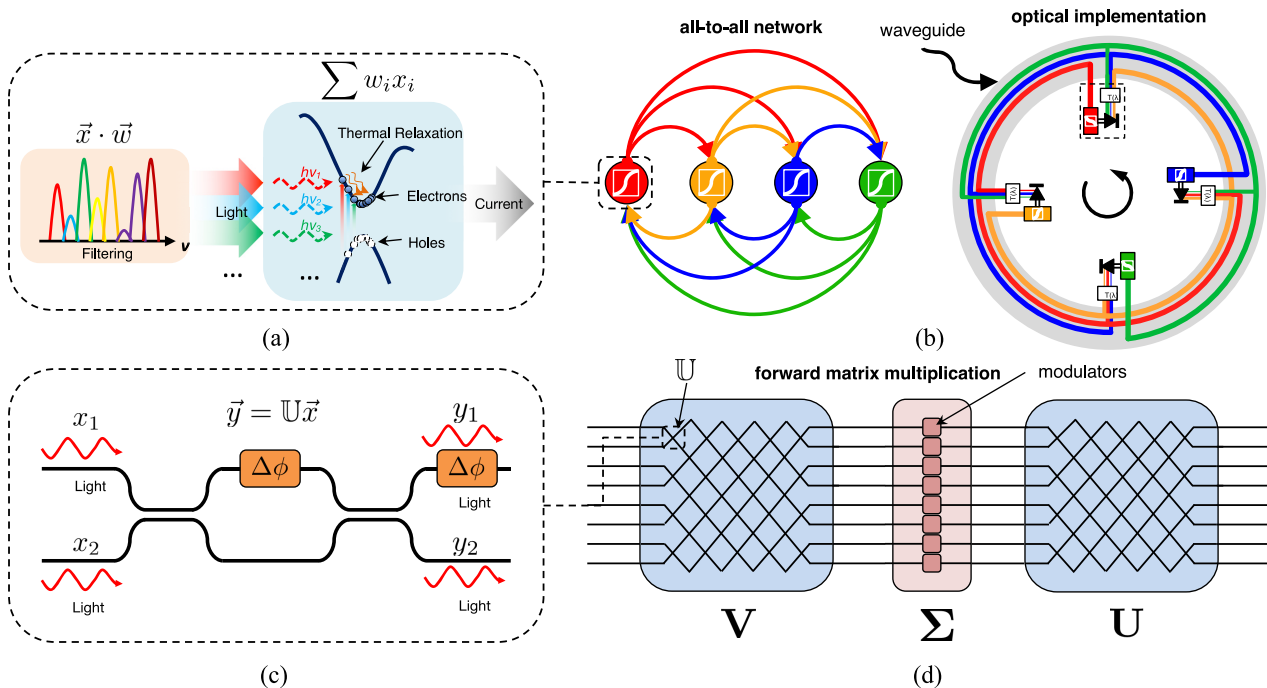 ∑ wᵢxᵢ
x⃗ · w⃗
Filtering
ν
Light
...
Thermal Relaxation
hν₁
hν₂
hν₃
...
Electrons
Holes
Current
(a)
all-to-all network
optical implementation
waveguide
T(λ)
T(λ)
T(λ)
T(λ)
(b)
x₁
y⃗ = 𝕌x⃗
y₁
Δϕ
Δϕ
Light
Light
x₂
y₂
Light
Light
(c)
𝕌
forward matrix multiplication
modulators
V
Σ
U
(d)